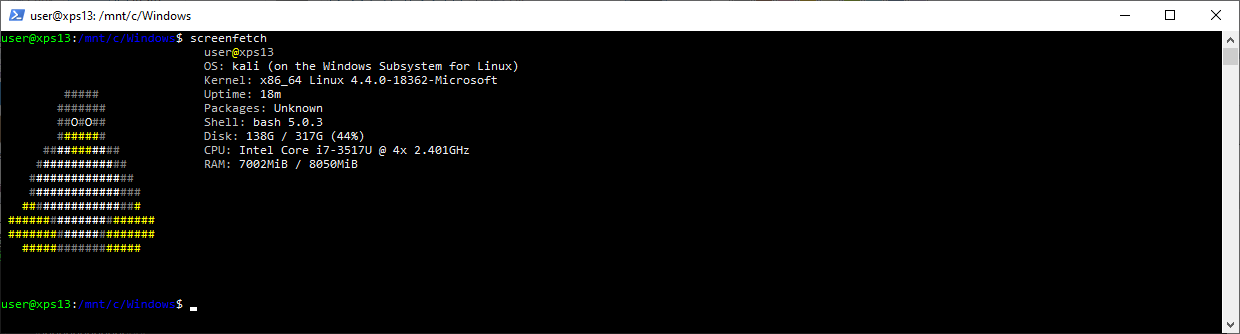 user@xps13: /mnt/c/Windows
user@xps13:/mnt/c/Windows$ screenfetch
user@xps13
OS: kali (on the Windows Subsystem for Linux)
Kernel: x86_64 Linux 4.4.0-18362-Microsoft
##### Uptime: 18m
####### Packages: Unknown
##O#O## Shell: bash 5.0.3
####### Disk: 138G / 317G (44%)
########### CPU: Intel Core i7-3517U @ 4x 2.401GHz
############# RAM: 7002MiB / 8050MiB
###############
################
#################
#####################
#####################
#################
user@xps13:/mnt/c/Windows$